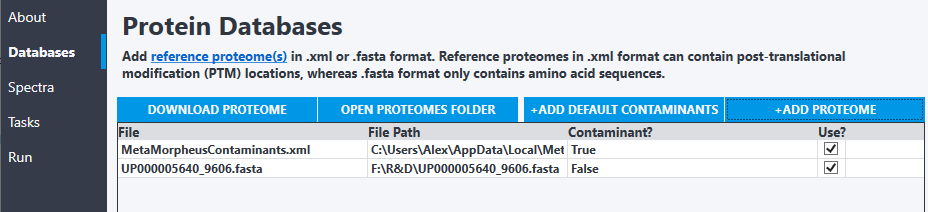 About
Databases
Spectra
Tasks
Run
Protein Databases
Add reference proteome(s) in .xml or .fasta format. Reference proteomes in .xml format can contain post-translational
modification (PTM) locations, whereas .fasta format only contains amino acid sequences.
DOWNLOAD PROTEOME OPEN PROTEOMES FOLDER +ADD DEFAULT CONTAMINANTS +ADD PROTEOME
File File Path Contaminant? Use?
MetaMorpheusContaminants.xml C:\Users\Alex\AppData\Local\Met True
UP000005640_9606.fasta F:\R&D\UP000005640_9606.fasta False